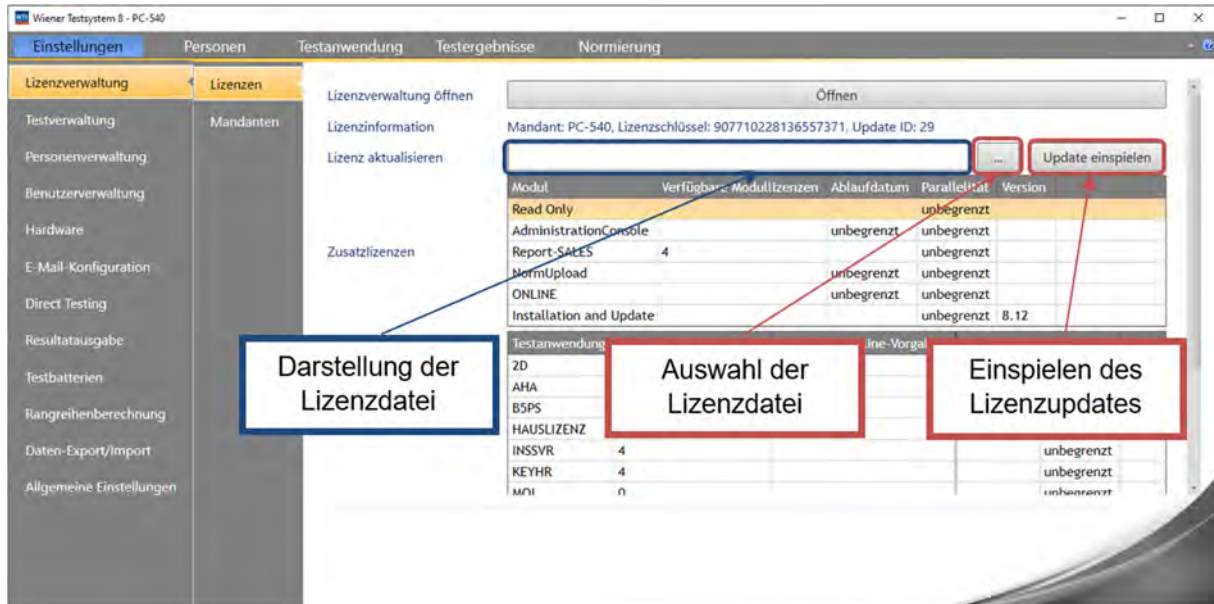 WTS Wiener Testsystem 8 - PC-540
Einstellungen Personen Testanwendung Testergebnisse Normierung
Lizenzverwaltung
Testverwaltung
Personenverwaltung
Benutzerverwaltung
Hardware
E-Mail-Konfiguration
Direct Testing
Resultatausgabe
Testbatterien
Rangreihenberechnung
Daten-Export/Import
Allgemeine Einstellungen
Lizenzen
Mandanten
Lizenzverwaltung öffnen Öffnen
Lizenzinformation Mandant: PC-540, Lizenzschlüssel: 907710228136557371, Update ID: 29
Lizenz aktualisieren ... Update einspielen
Zusatzlizenzen
Modul Verfügbare Modullizenzen Ablaufdatum Parallelität Version
Read Only unbegrenzt
AdministrationConsole unbegrenzt unbegrenzt
Report-SALES 4 unbegrenzt
NormUpload unbegrenzt unbegrenzt
ONLINE unbegrenzt unbegrenzt
Installation and Update unbegrenzt 8.12
Testanwendung
2D
AHA
B5PS
HAUSLIZENZ
INSSVR 4 unbegrenzt
KEYHR 4 unbegrenzt
0 unbegrenzt
Darstellung der
Lizenzdatei
Auswahl der
Lizenzdatei
Einspielen des
Lizenzupdates